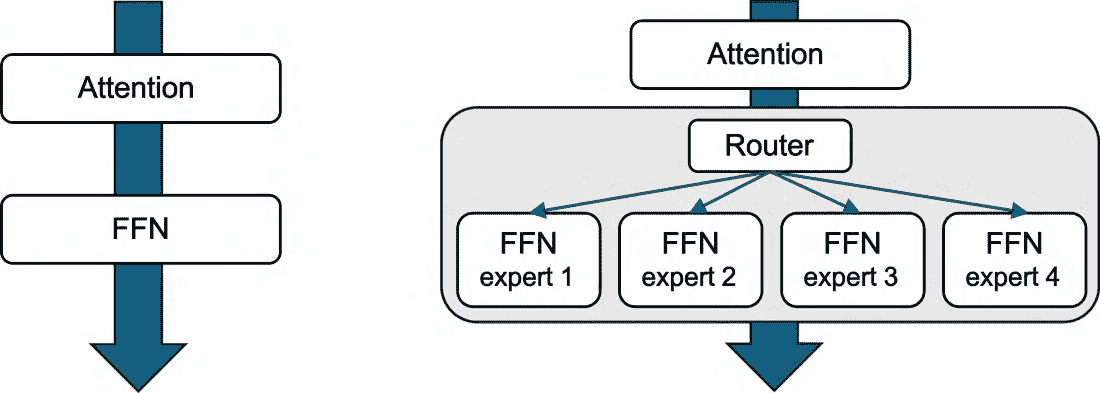 Attention
FFN
Attention
Router
FFN
expert 1
FFN
expert 2
FFN
expert 3
FFN
expert 4